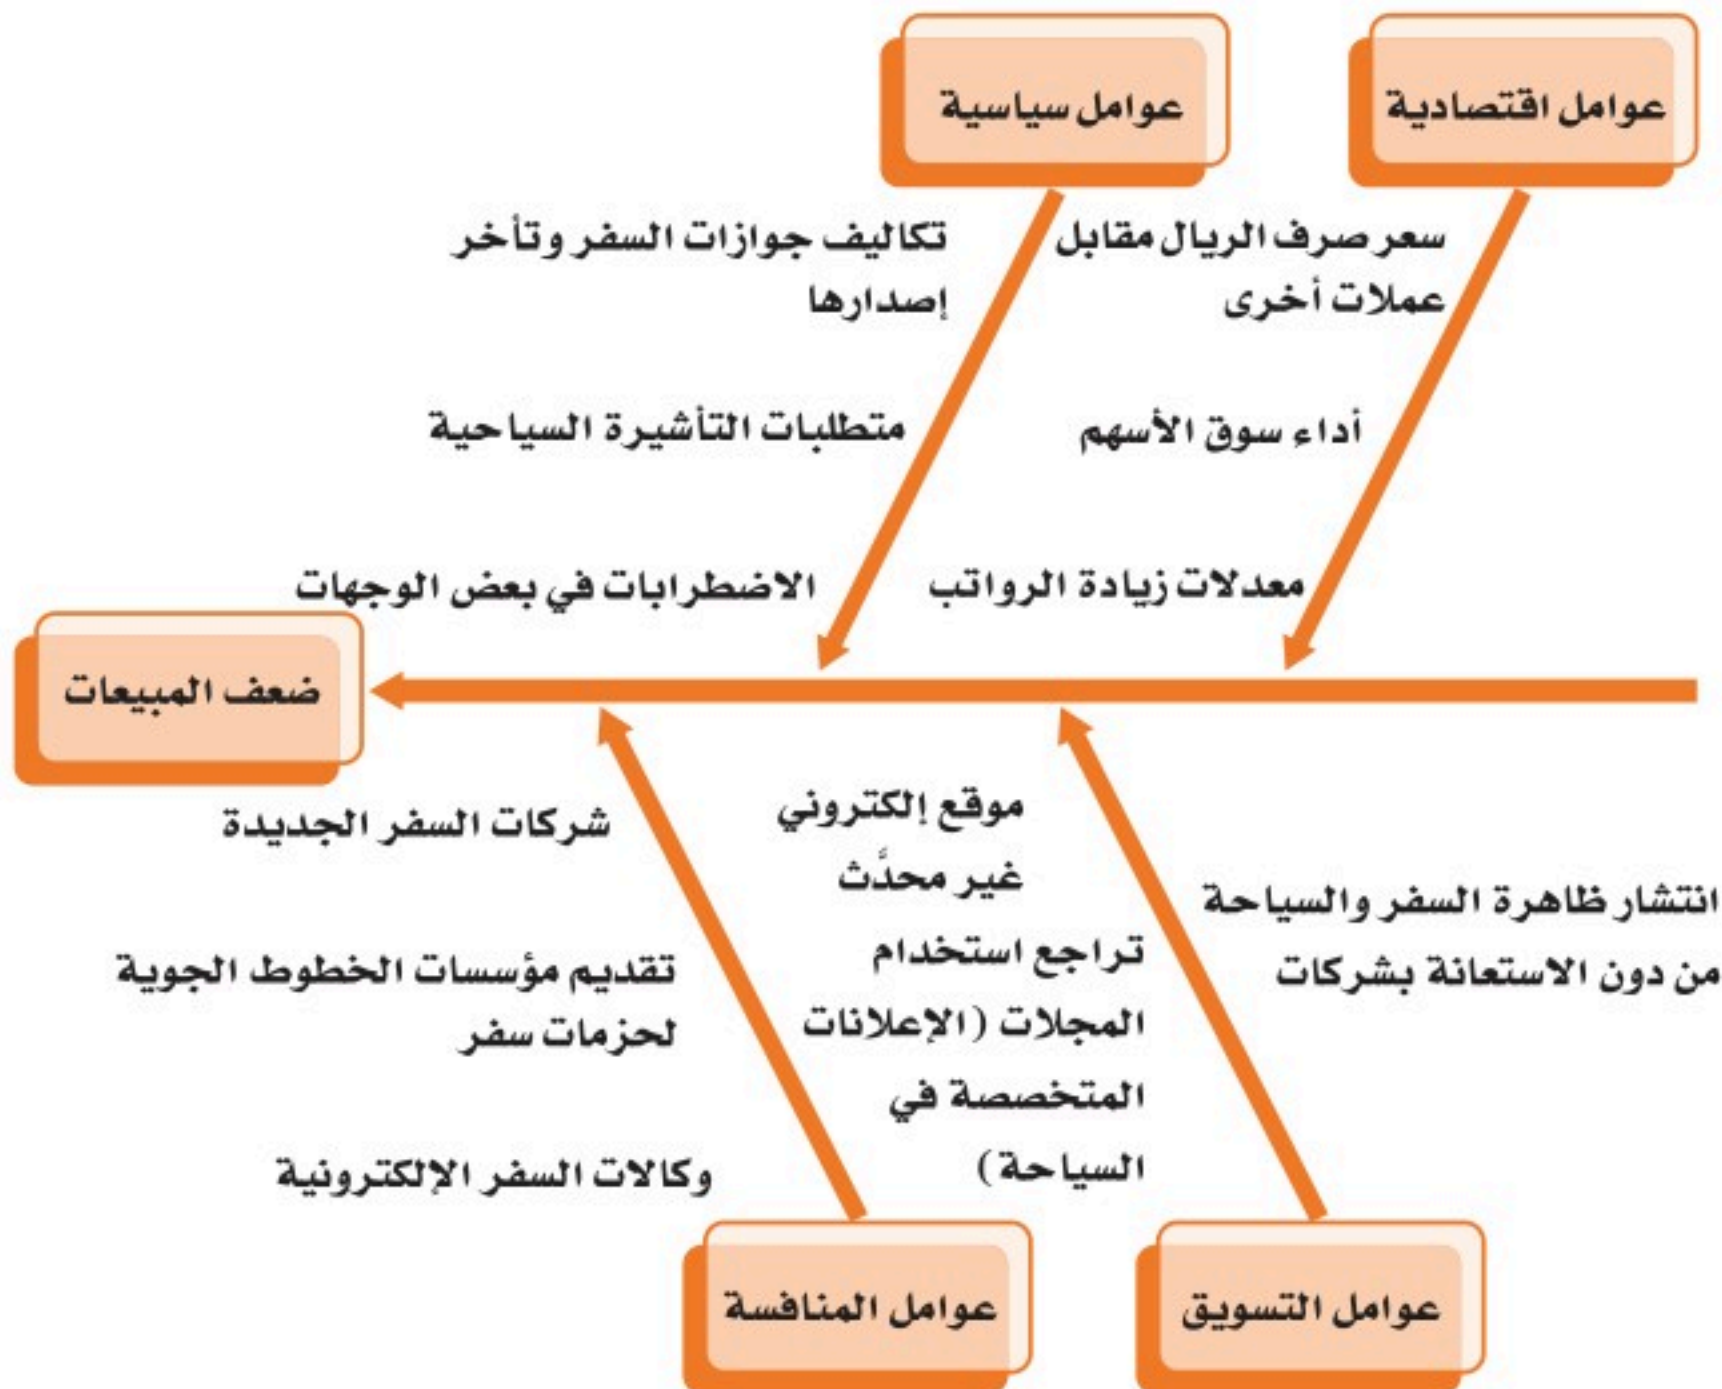 عوامل اقتصادية
سعر صرف الريال مقابل
عملات أخرى
أداء سوق الأسهم
معدلات زيادة الرواتب
عوامل سياسية
تكاليف جوازات السفر وتأخر
إصدارها
متطلبات التأشيرة السياحية
الاضطرابات في بعض الوجهات
ضعف المبيعات
انتشار ظاهرة السفر والسياحة
من دون الاستعانة بشركات
موقع إلكتروني
غير محدَّث
تراجع استخدام
المجلات (الإعلانات
المتخصصة في
السياحة)
عوامل التسويق
شركات السفر الجديدة
تقديم مؤسسات الخطوط الجوية
لحزمات سفر
وكالات السفر الإلكترونية
عوامل المنافسة